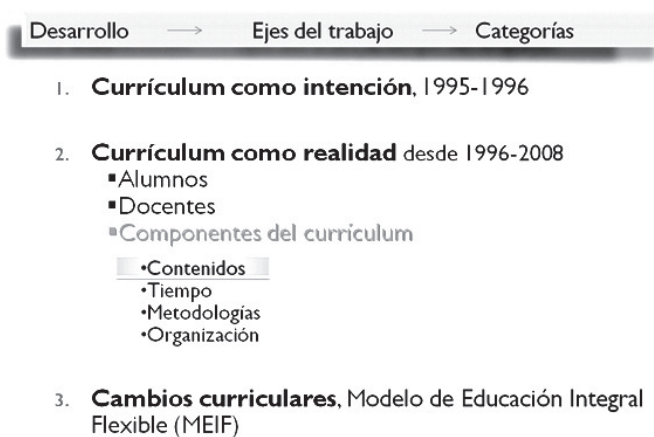 Desarrollo → Ejes del trabajo → Categorías
1. Currículum como intención, 1995-1996
2. Currículum como realidad desde 1996-2008
▪Alumnos
▪Docentes
▪Componentes del currículum
•Contenidos
•Tiempo
•Metodologías
•Organización
3. Cambios curriculares, Modelo de Educación Integral
Flexible (MEIF)